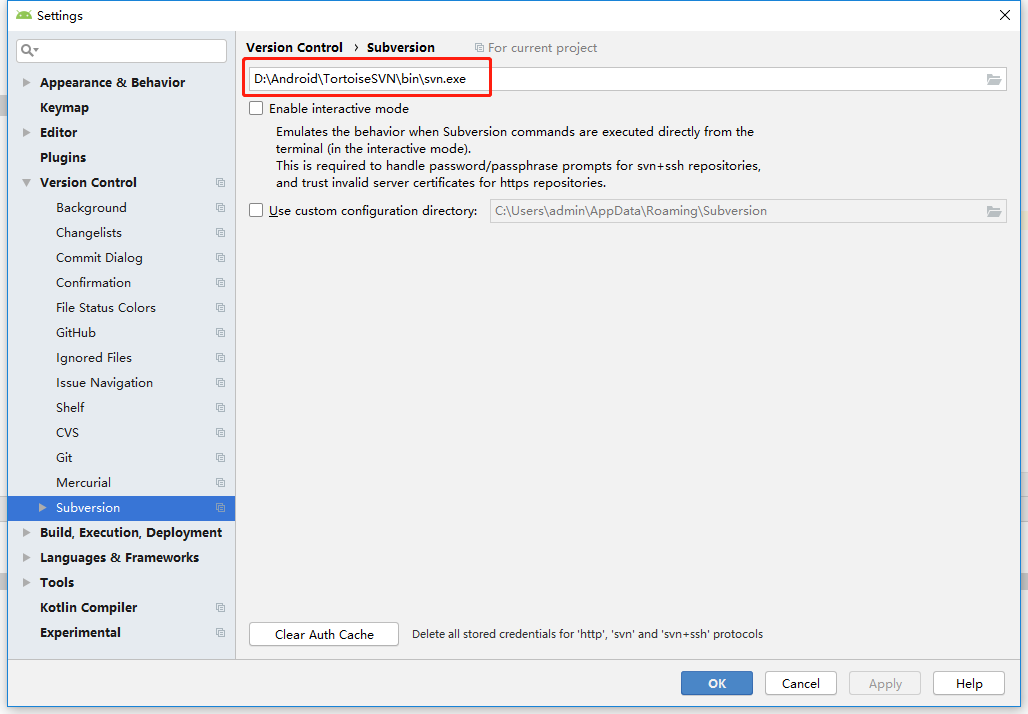 Settings
Version Control › Subversion For current project
D:\Android\TortoiseSVN\bin\svn.exe
Appearance & Behavior
Keymap
Editor
Plugins
Version Control
Background
Changelists
Commit Dialog
Confirmation
File Status Colors
GitHub
Ignored Files
Issue Navigation
Shelf
CVS
Git
Mercurial
Subversion
Build, Execution, Deployment
Languages & Frameworks
Tools
Kotlin Compiler
Experimental
Enable interactive mode
Emulates the behavior when Subversion commands are executed directly from the
terminal (in the interactive mode).
This is required to handle password/passphrase prompts for svn+ssh repositories,
and trust invalid server certificates for https repositories.
Use custom configuration directory: C:\Users\admin\AppData\Roaming\Subversion
Clear Auth Cache Delete all stored credentials for 'http', 'svn' and 'svn+ssh' protocols
OK Cancel Apply Help